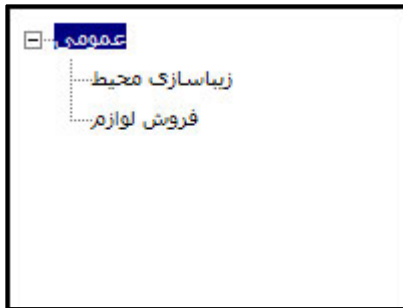 عمومی
زیباسازی محیط
فروش لوازم